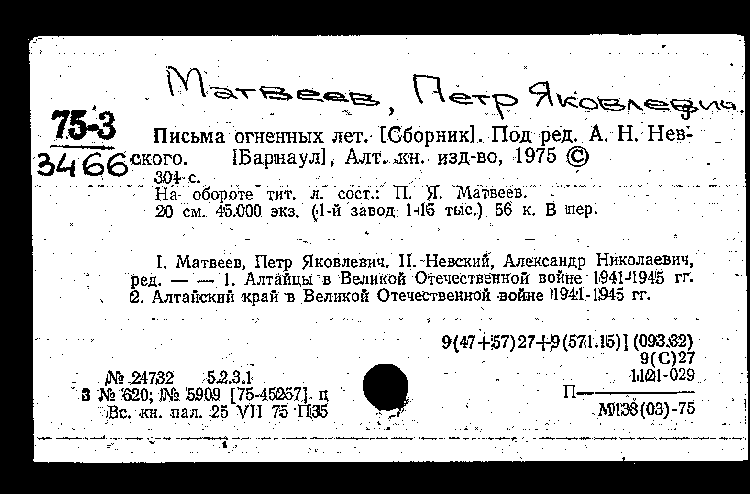 Матвеев, Петр Яковлевич.
75-3
3466
Письма огненных лет. [Сборник]. Под ред. А. Н. Нев-
ского. [Барнаул], Алт. кн. изд-во, 1975 ©
304 с.
На обороте тит. л. сост.: П. Я. Матвеев.
20 см. 45.000 экз. (1-й завод 1-15 тыс.) 56 к. В пер.
I. Матвеев, Петр Яковлевич. II. Невский, Александр Николаевич,
ред. — — 1. Алтайцы в Великой Отечественной войне 1941-1945 гг.
2. Алтайский край в Великой Отечественной войне 1941-1945 гг.
9(47+57)27+9(571.15)] (093.32)
9(С)27
№ 24732 5.2.3.1
11121-029
З № 620; № 5909 [75-45257] ц
П
Вс. кн. пал. 25 VII 75 П35
М138(03)-75